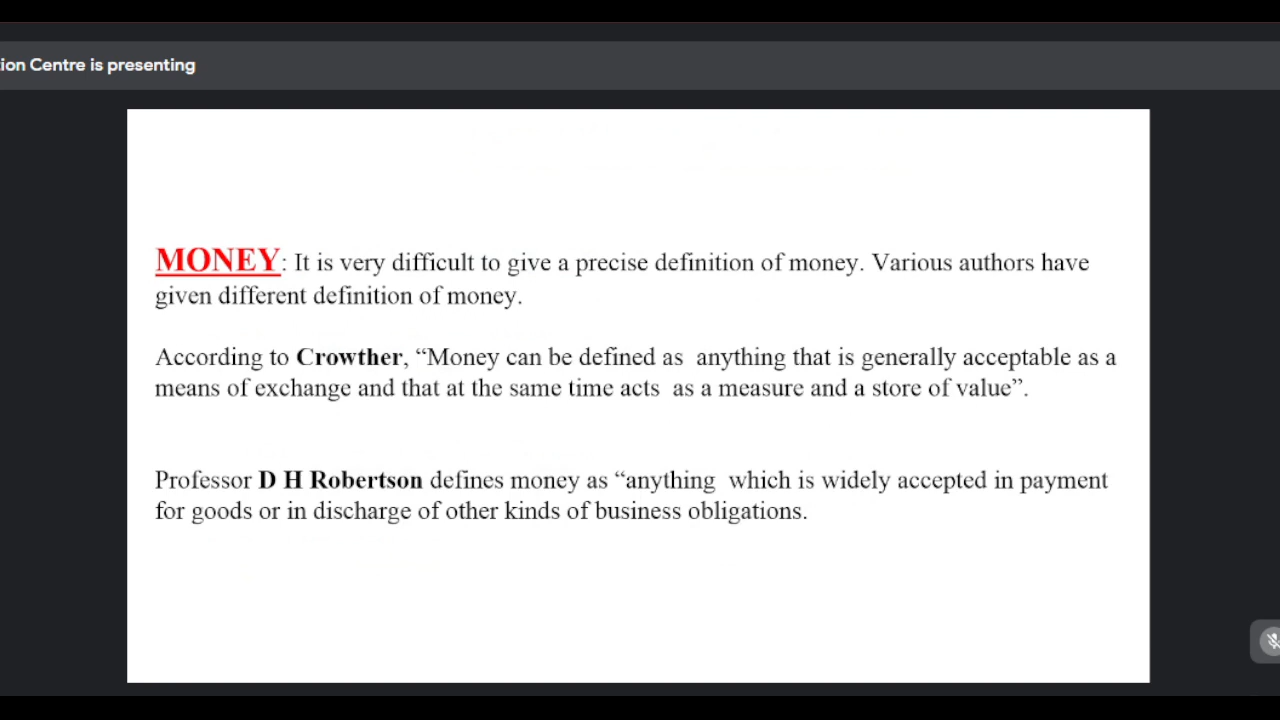 ion Centre is presenting
MONEY: It is very difficult to give a precise definition of money. Various authors have
given different definition of money.
According to Crowther, “Money can be defined as anything that is generally acceptable as a
means of exchange and that at the same time acts as a measure and a store of value”.
Professor D H Robertson defines money as “anything which is widely accepted in payment
for goods or in discharge of other kinds of business obligations.